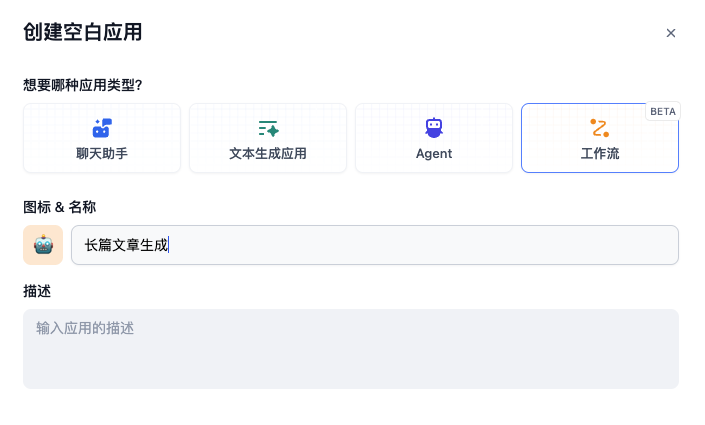 创建空白应用
想要哪种应用类型?
BETA
聊天助手
文本生成应用
Agent
工作流
图标 & 名称
长篇文章生成
描述
输入应用的描述